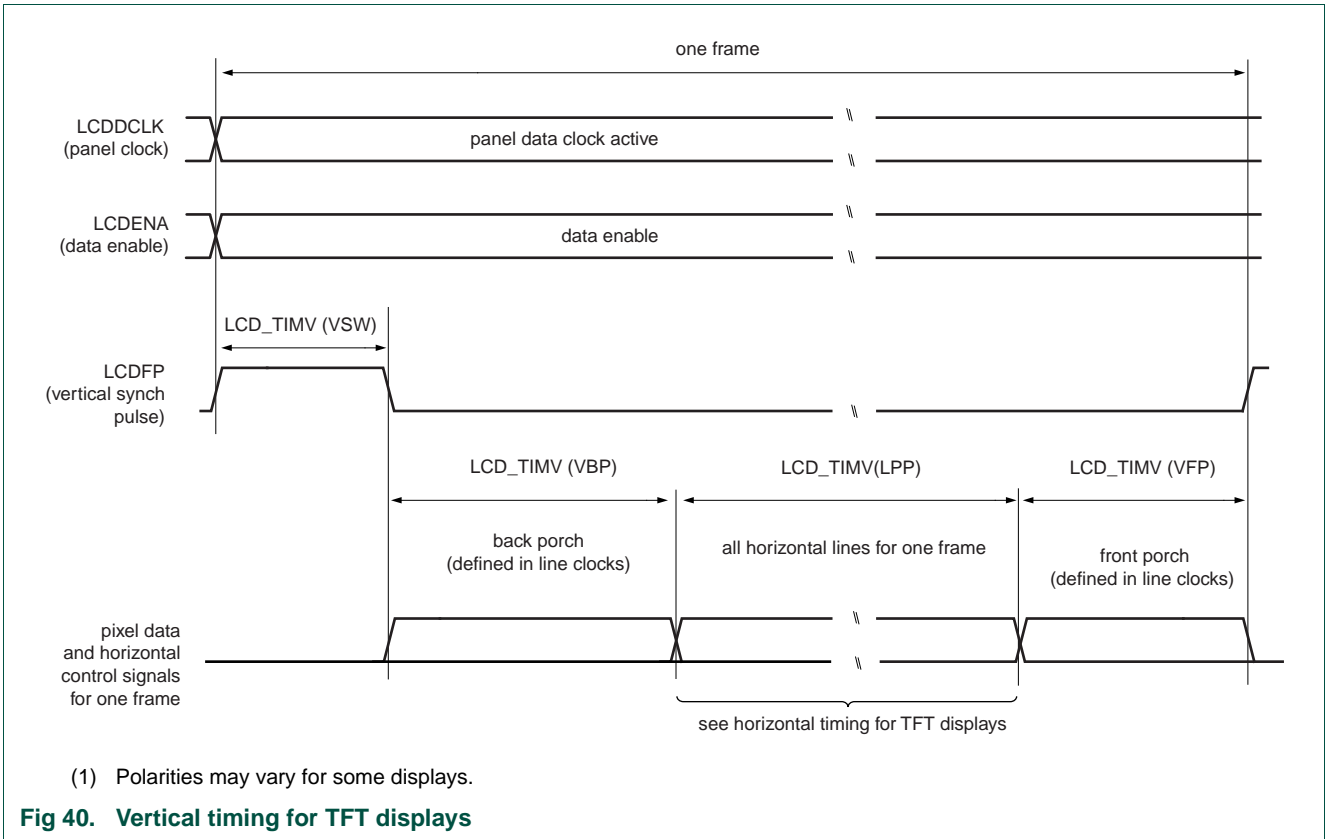 one frame
LCDDCLK
(panel clock)
panel data clock active
LCDENA
(data enable)
data enable
LCD_TIMV (VSW)
LCDFP
(vertical synch
pulse)
LCD_TIMV (VBP)
LCD_TIMV(LPP)
LCD_TIMV (VFP)
back porch
(defined in line clocks)
all horizontal lines for one frame
front porch
(defined in line clocks)
pixel data
and horizontal
control signals
for one frame
see horizontal timing for TFT displays
(1) Polarities may vary for some displays.
Fig 40. Vertical timing for TFT displays